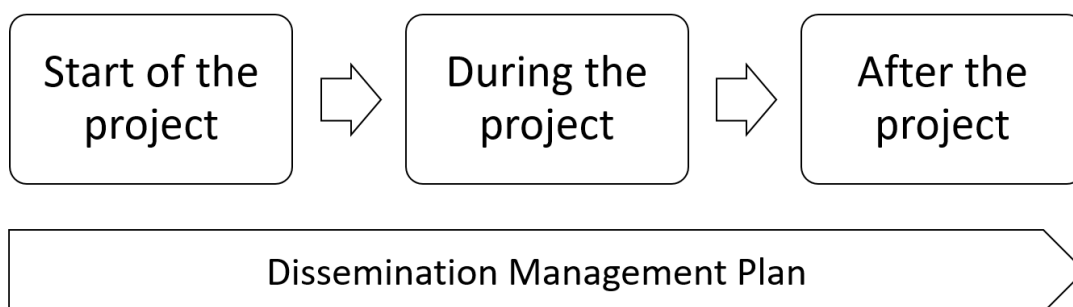 Start of the
project
During the
project
After the
project
Dissemination Management Plan